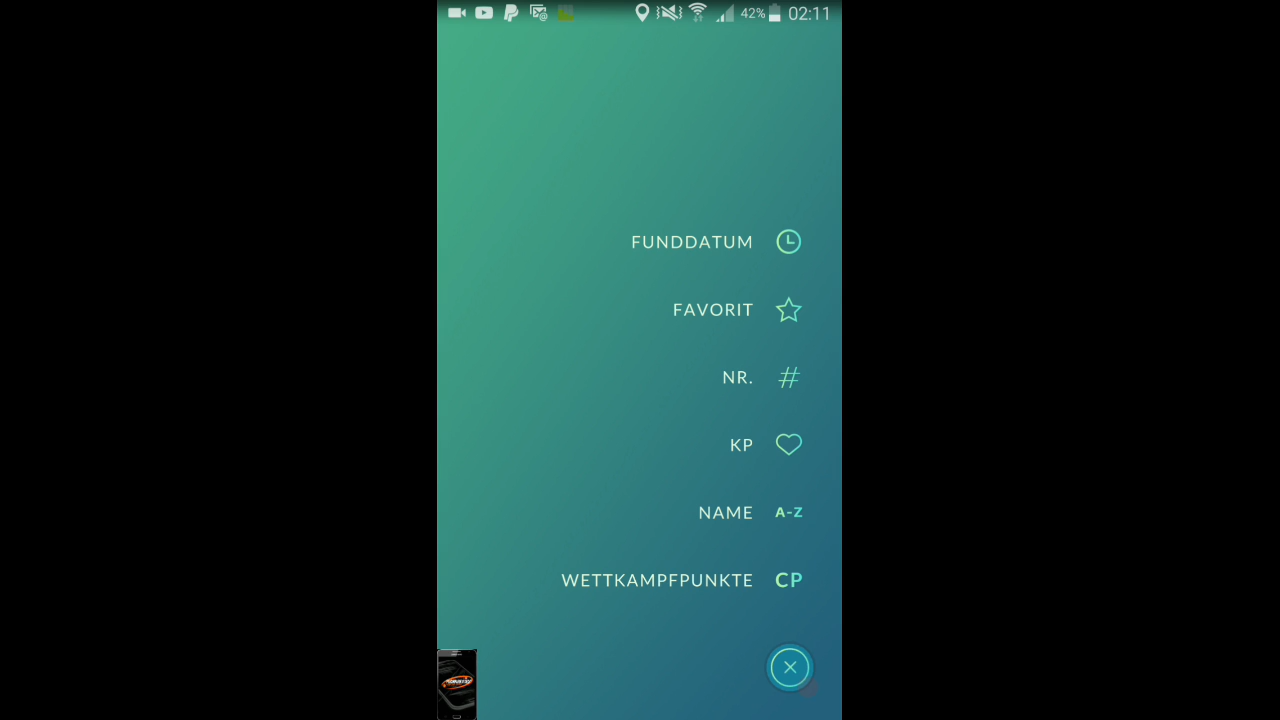 42% 02:11
FUNDDATUM
FAVORIT
NR. #
KP
NAME A-Z
WETTKAMPFPUNKTE CP